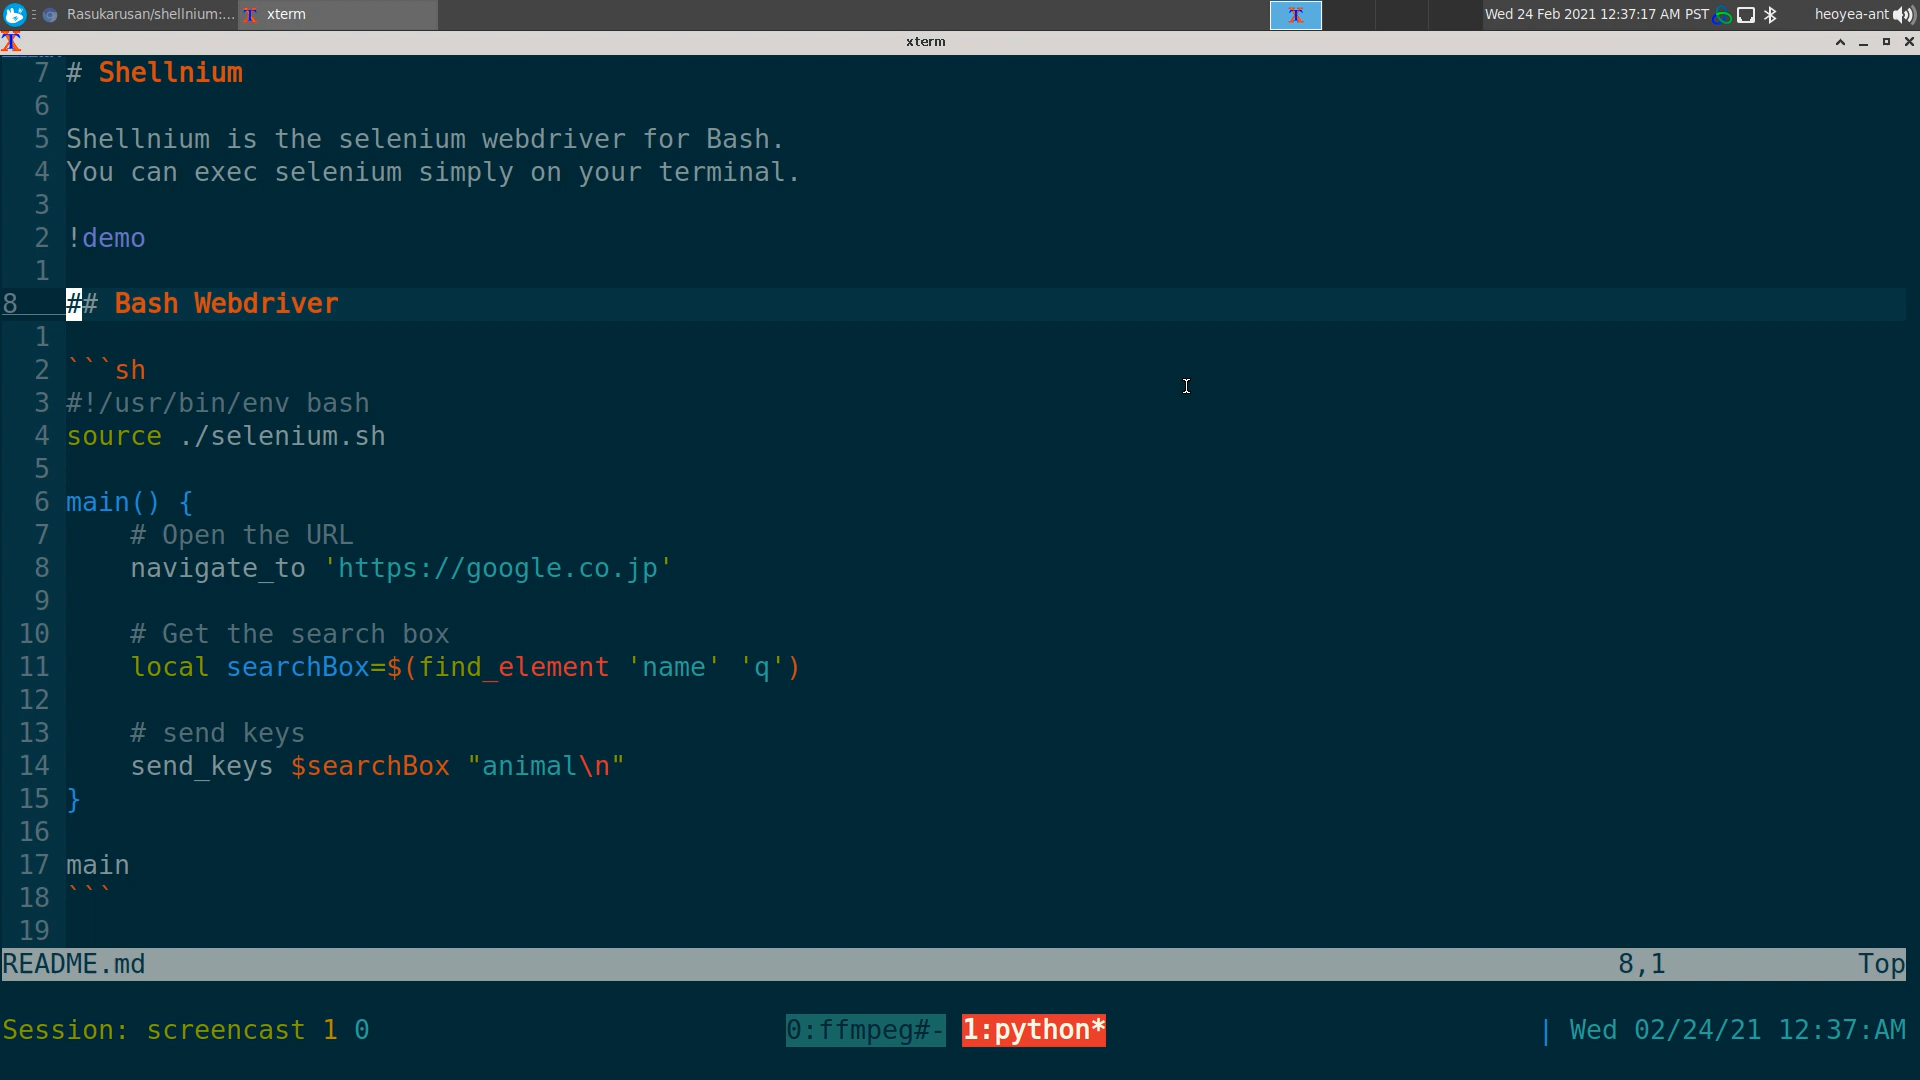 Rasukarusan/shellnium:...
xterm
Wed 24 Feb 2021 12:37:17 AM PST
heoyea-ant
xterm
7 # Shellnium
6
5 Shellnium is the selenium webdriver for Bash.
4 You can exec selenium simply on your terminal.
3
2 !demo
1
8 ## Bash Webdriver
1
2 ```sh
3 #!/usr/bin/env bash
4 source ./selenium.sh
5
6 main() {
7     # Open the URL
8     navigate_to 'https://google.co.jp'
9
10     # Get the search box
11     local searchBox=$(find_element 'name' 'q')
12
13     # send keys
14     send_keys $searchBox "animal\n"
15 }
16
17 main
18 ```
19
README.md 8,1 Top
Session: screencast 1 0 0:ffmpeg#- 1:python* | Wed 02/24/21 12:37:AM